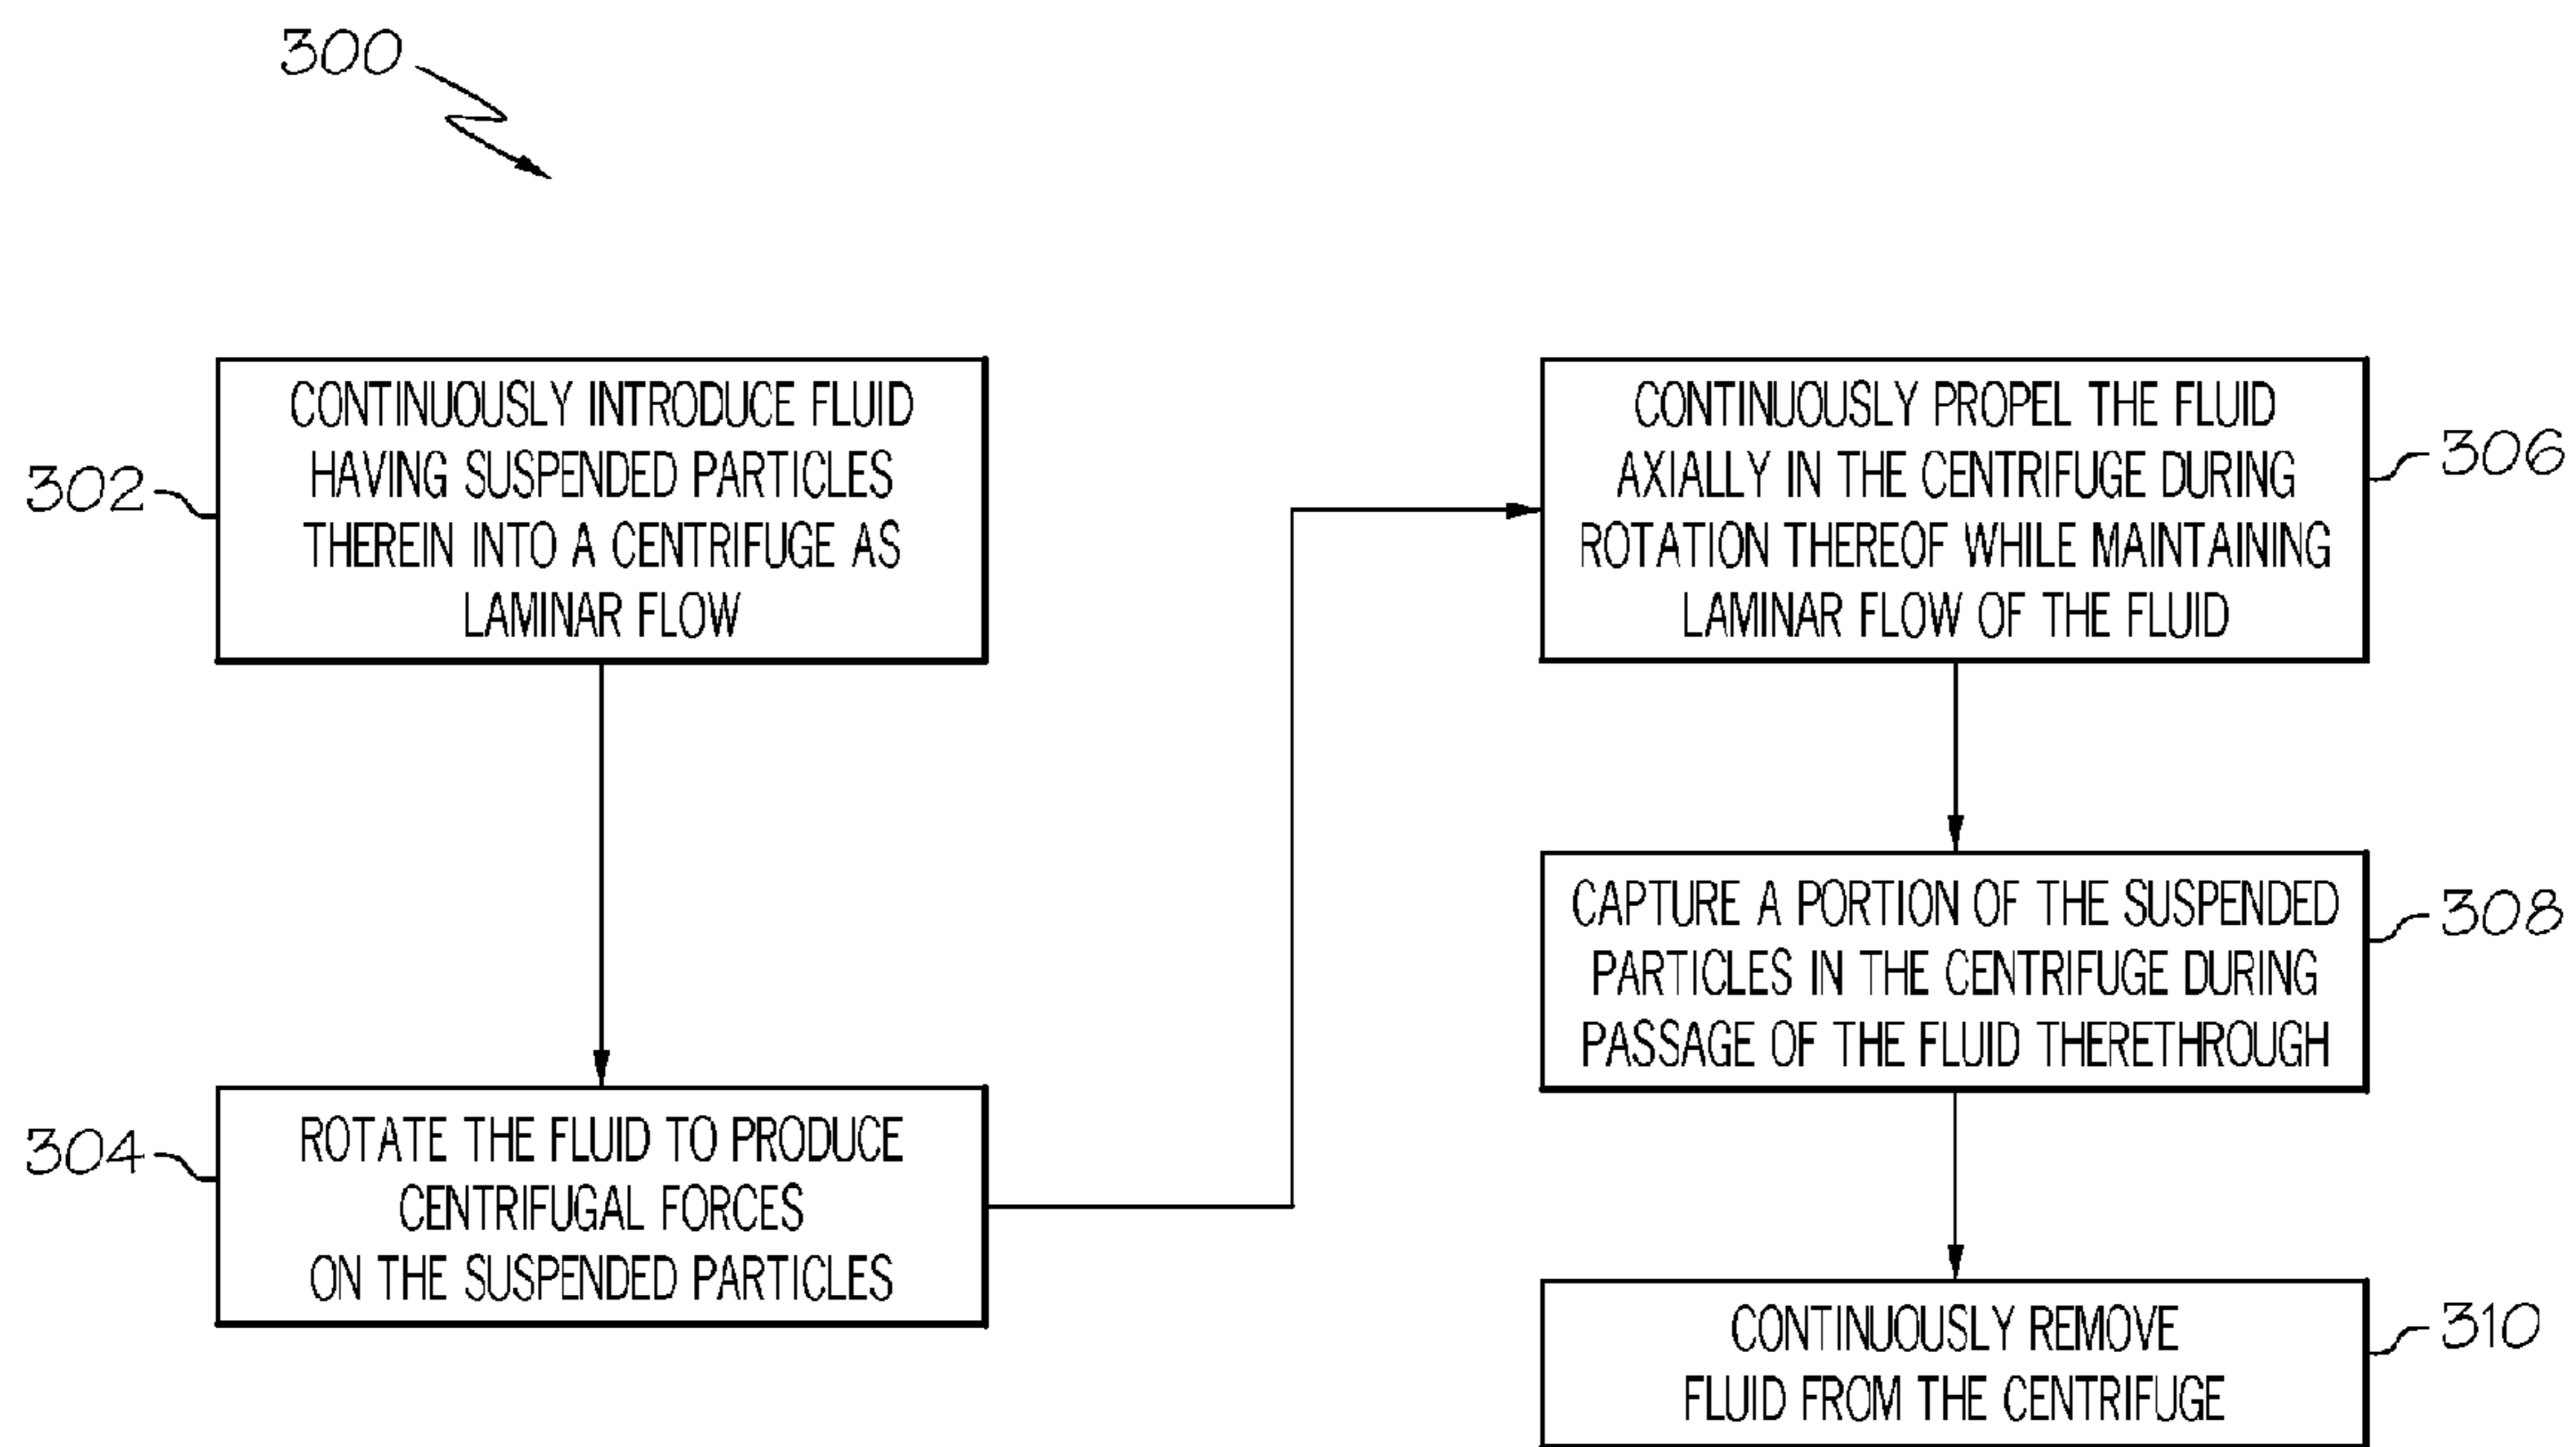 300
302
CONTINUOUSLY INTRODUCE FLUID
HAVING SUSPENDED PARTICLES
THEREIN INTO A CENTRIFUGE AS
LAMINAR FLOW
304
ROTATE THE FLUID TO PRODUCE
CENTRIFUGAL FORCES
ON THE SUSPENDED PARTICLES
CONTINUOUSLY PROPEL THE FLUID
AXIALLY IN THE CENTRIFUGE DURING
ROTATION THEREOF WHILE MAINTAINING
LAMINAR FLOW OF THE FLUID
306
CAPTURE A PORTION OF THE SUSPENDED
PARTICLES IN THE CENTRIFUGE DURING
PASSAGE OF THE FLUID THERETHROUGH
308
CONTINUOUSLY REMOVE
FLUID FROM THE CENTRIFUGE
310